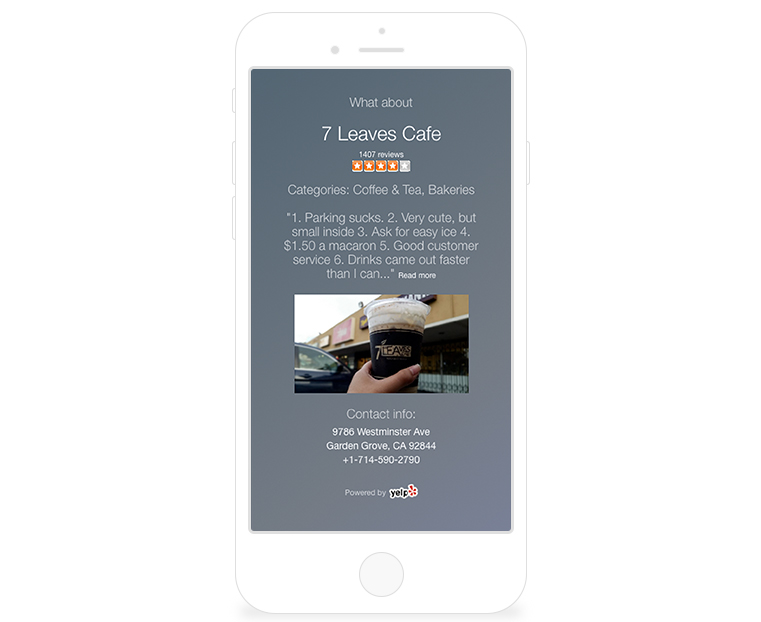 What about
7 Leaves Cafe
1407 reviews
Categories: Coffee & Tea, Bakeries
"1. Parking sucks. 2. Very cute, but
small inside 3. Ask for easy ice 4.
$1.50 a macaron 5. Good customer
service 6. Drinks came out faster
than I can..." Read more
7 LEAVES
Contact info:
9786 Westminster Ave
Garden Grove, CA 92844
+1-714-590-2790
Powered by yelp